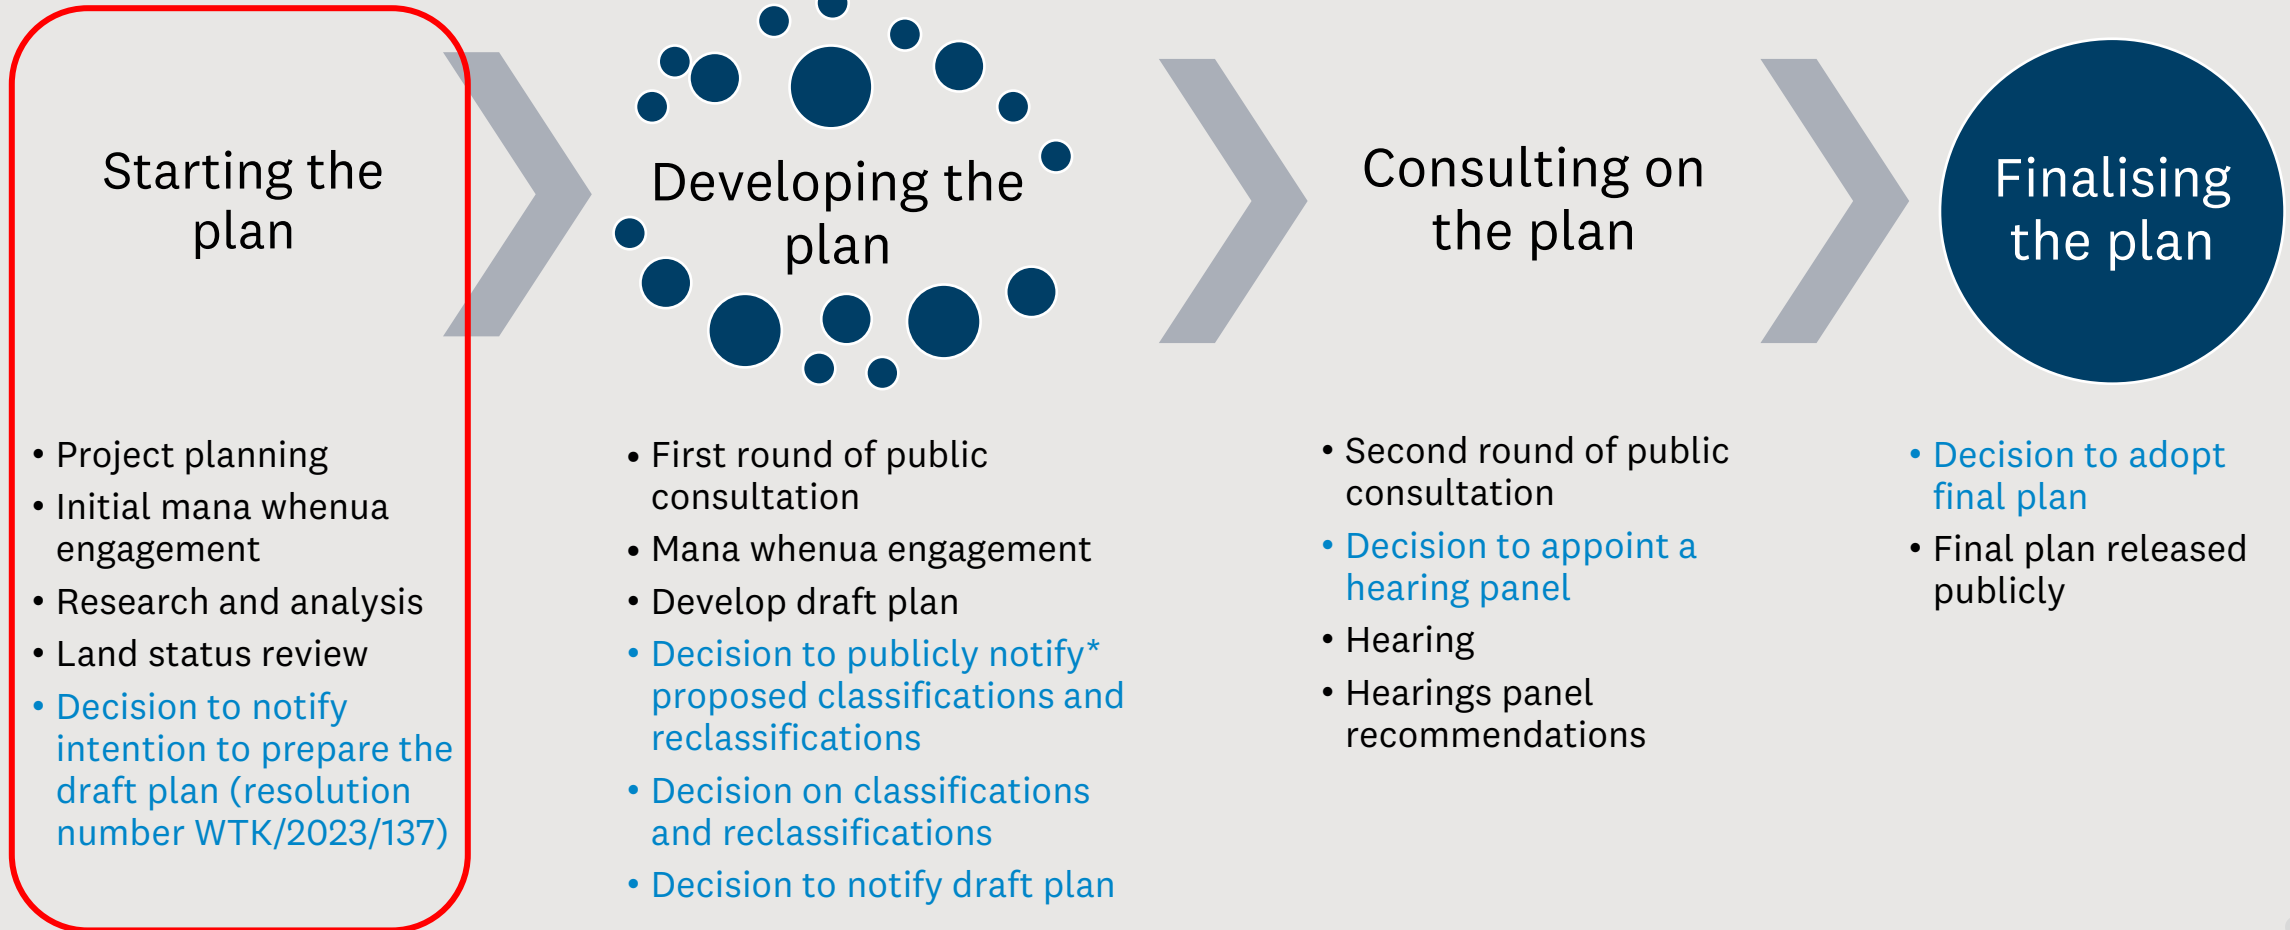 Starting the
plan
• Project planning
• Initial mana whenua
engagement
• Research and analysis
• Land status review
• Decision to notify
intention to prepare the
draft plan (resolution
number WTK/2023/137)
Developing the
plan
• First round of public
consultation
• Mana whenua engagement
• Develop draft plan
• Decision to publicly notify*
proposed classifications and
reclassifications
• Decision on classifications
and reclassifications
• Decision to notify draft plan
Consulting on
the plan
• Second round of public
consultation
• Decision to appoint a
hearing panel
• Hearing
• Hearings panel
recommendations
Finalising
the plan
• Decision to adopt
final plan
• Final plan released
publicly